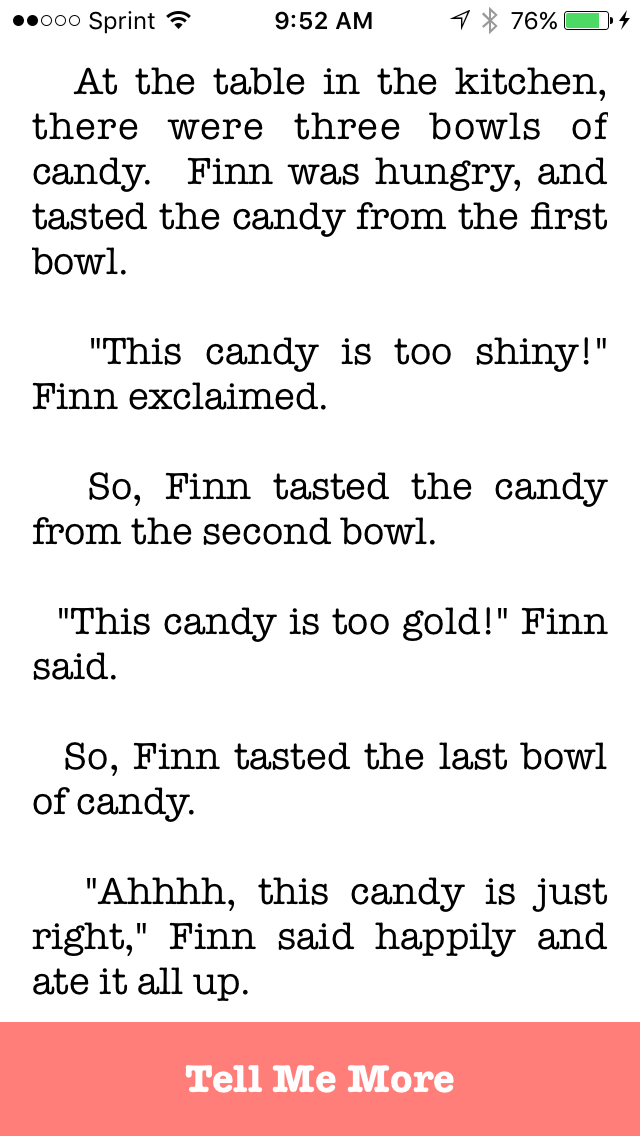 Sprint 9:52 AM 76%
At the table in the kitchen,
there were three bowls of
candy. Finn was hungry, and
tasted the candy from the first
bowl.
"This candy is too shiny!"
Finn exclaimed.
So, Finn tasted the candy
from the second bowl.
"This candy is too gold!" Finn
said.
So, Finn tasted the last bowl
of candy.
"Ahhhh, this candy is just
right," Finn said happily and
ate it all up.
Tell Me More